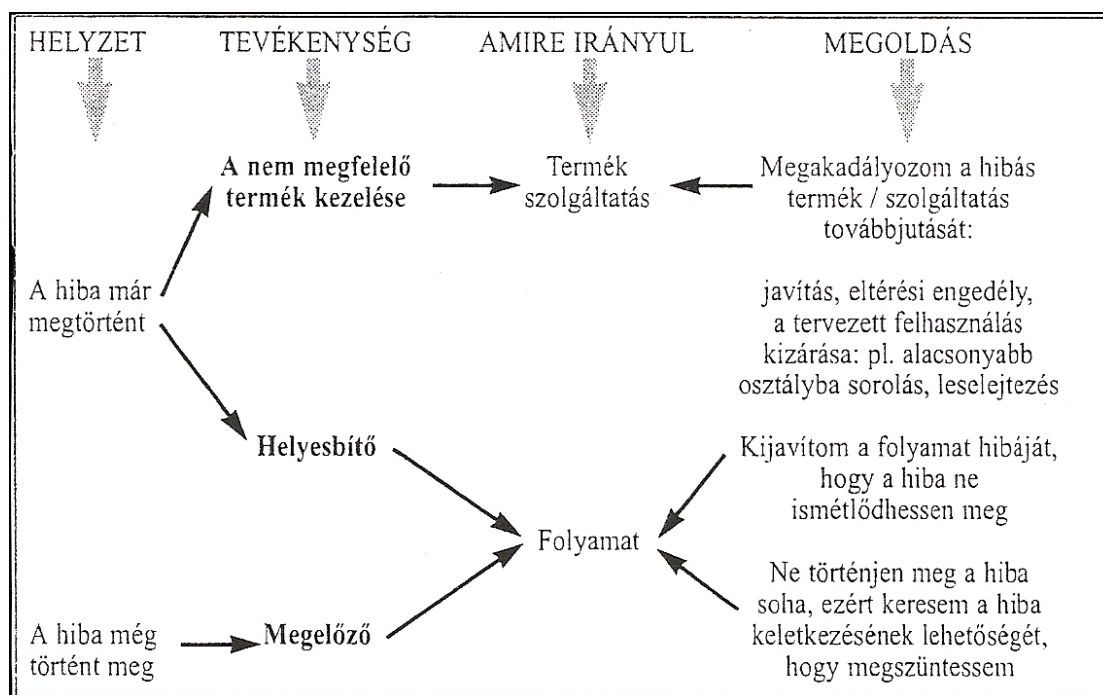 HELYZET
TEVÉKENYSÉG
AMIRE IRÁNYUL
MEGOLDÁS
A nem megfelelő
termék kezelése
Termék
szolgáltatás
Megakadályozom a hibás
termék / szolgáltatás
továbbjutását:
A hiba már
megtörtént
javítás, eltérési engedély,
a tervezett felhasználás
kizárása: pl. alacsonyabb
osztályba sorolás, leselejtezés
Helyesbítő
Kijavítom a folyamat hibáját,
hogy a hiba ne
ismétlődhessen meg
Folyamat
A hiba még
történt meg
Megelőző
Ne történjen meg a hiba
soha, ezért keresem a hiba
keletkezésének lehetőségét,
hogy megszüntessem